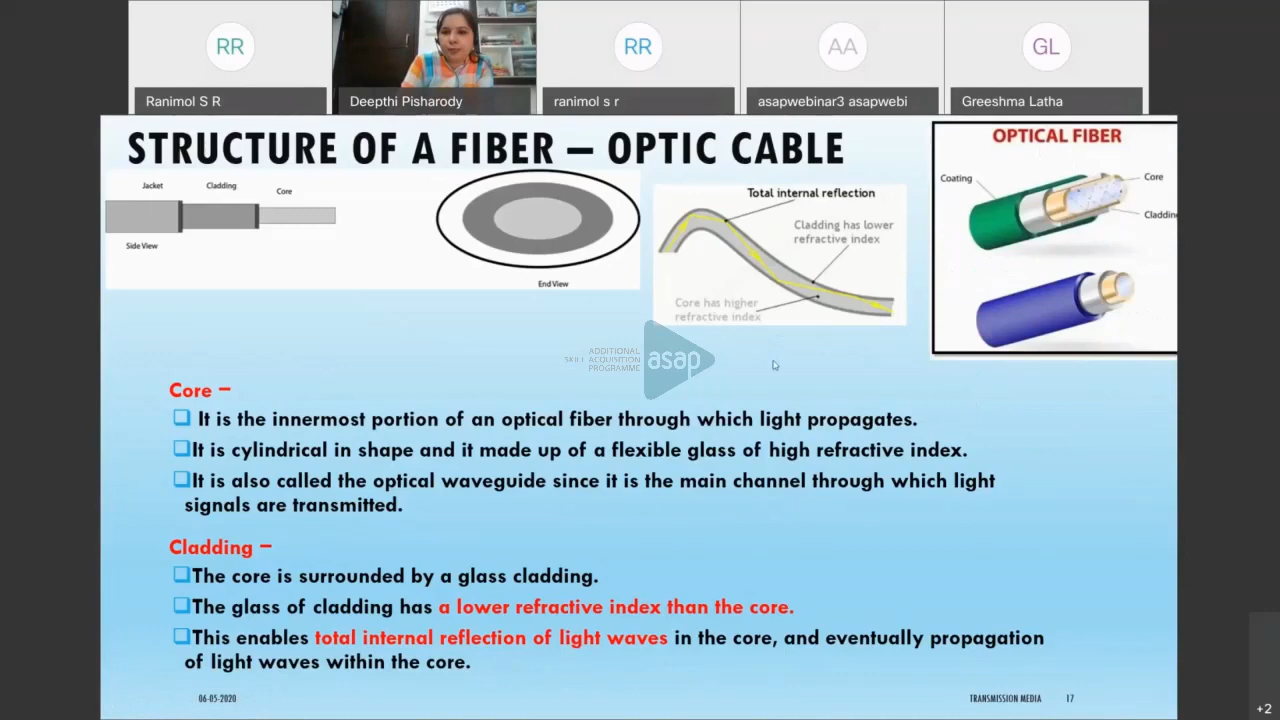 RR
RR
AA
GL
Ranimol S R
Deepthi Pisharody
ranimol s r
asapwebinar3 asapwebi
Greeshma Latha
STRUCTURE OF A FIBER – OPTIC CABLE
Jacket
Cladding
Core
Side View
End View
Total internal reflection
Cladding has lower
refractive index
Core has higher
refractive index
OPTICAL FIBER
Coating
Core
Claddin
ADDITIONAL
SKILL ACQUISITION
PROGRAMME
asap
Core –
It is the innermost portion of an optical fiber through which light propagates.
It is cylindrical in shape and it made up of a flexible glass of high refractive index.
It is also called the optical waveguide since it is the main channel through which light
signals are transmitted.
Cladding –
The core is surrounded by a glass cladding.
The glass of cladding has a lower refractive index than the core.
This enables total internal reflection of light waves in the core, and eventually propagation
of light waves within the core.
06-05-2020
TRANSMISSION MEDIA
17
+2